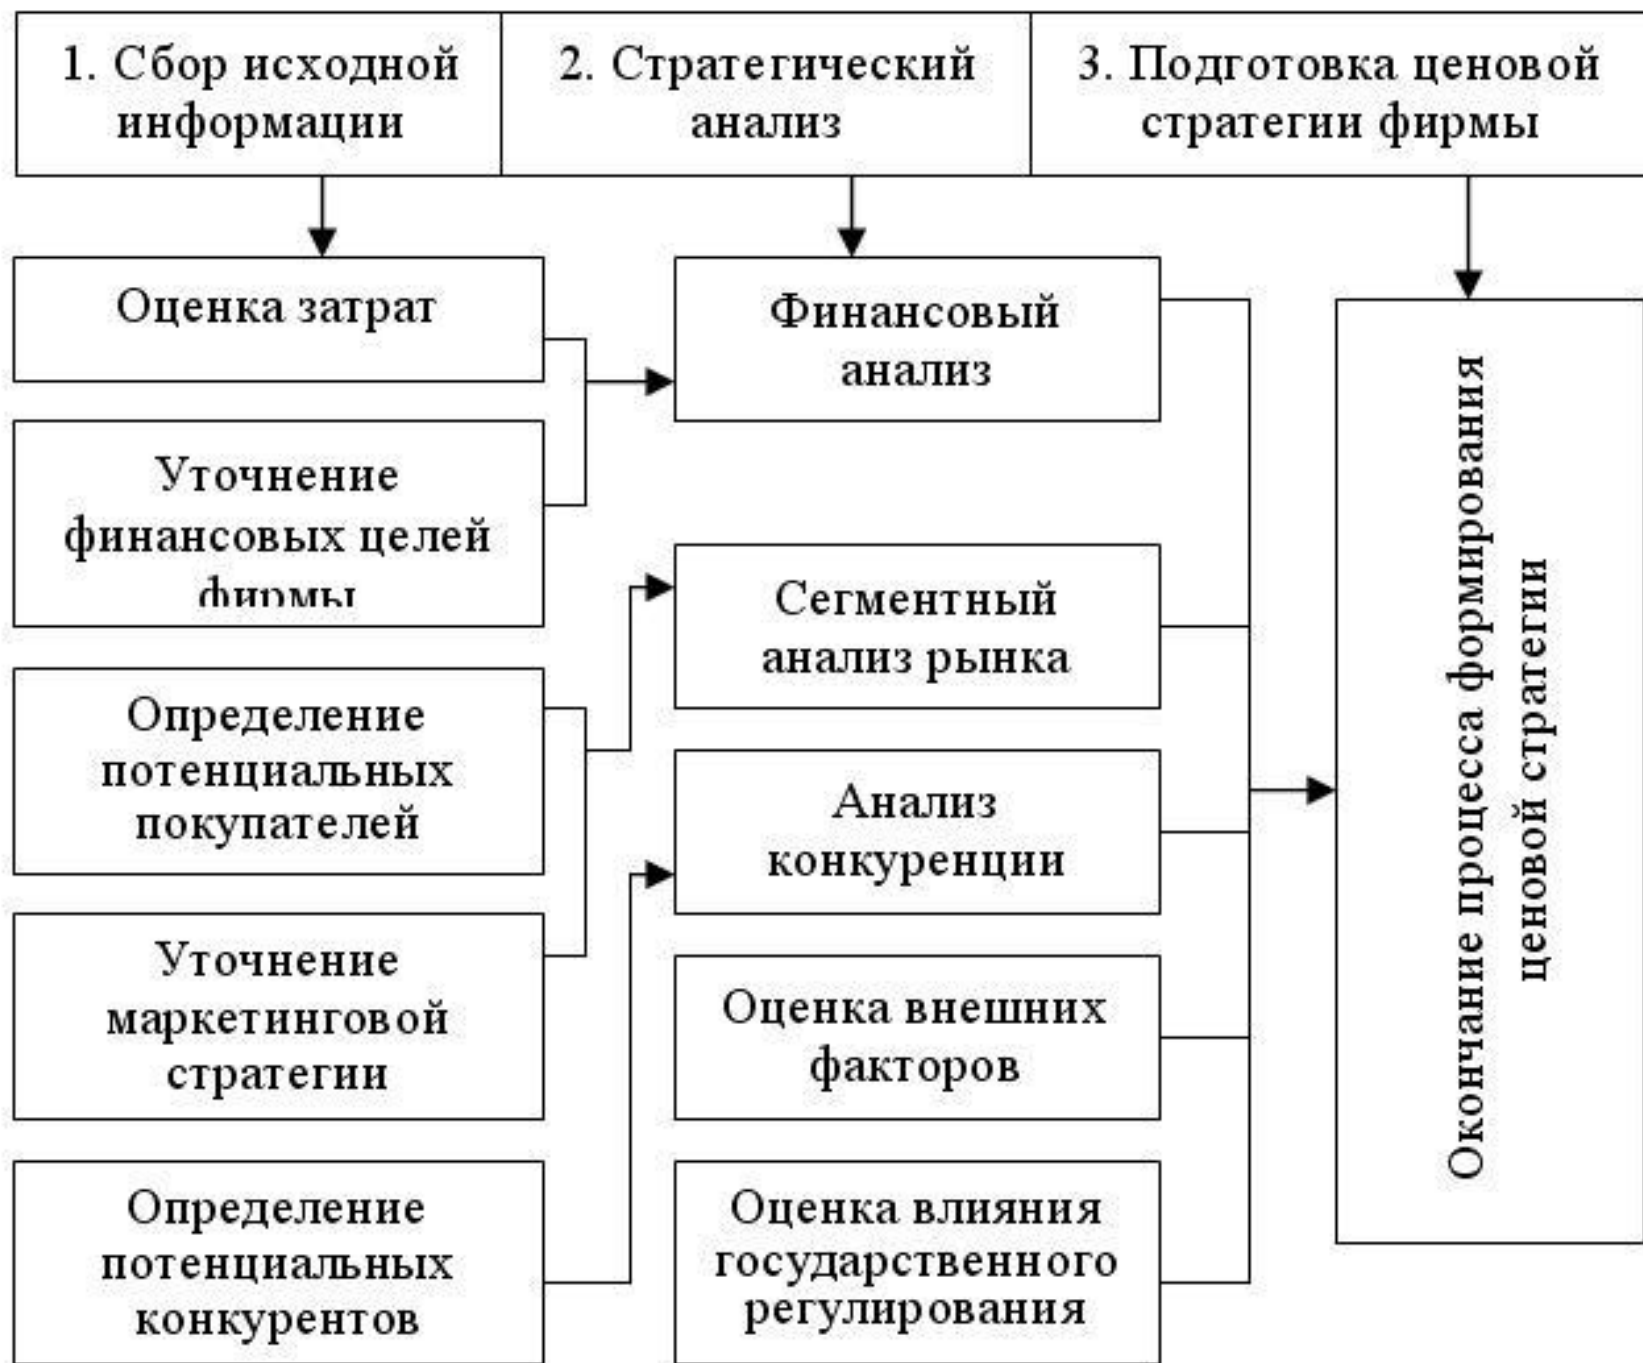 1. Сбор исходной
информации
2. Стратегический
анализ
3. Подготовка ценовой
стратегии фирмы
Оценка затрат
Уточнение
финансовых целей
фирмы
Определение
потенциальных
покупателей
Уточнение
маркетинговой
стратегии
Определение
потенциальных
конкурентов
Финансовый
анализ
Сегментный
анализ рынка
Анализ
конкуренции
Оценка внешних
факторов
Оценка влияния
государственного
регулирования
Окончание процесса формирования
ценовой стратегии